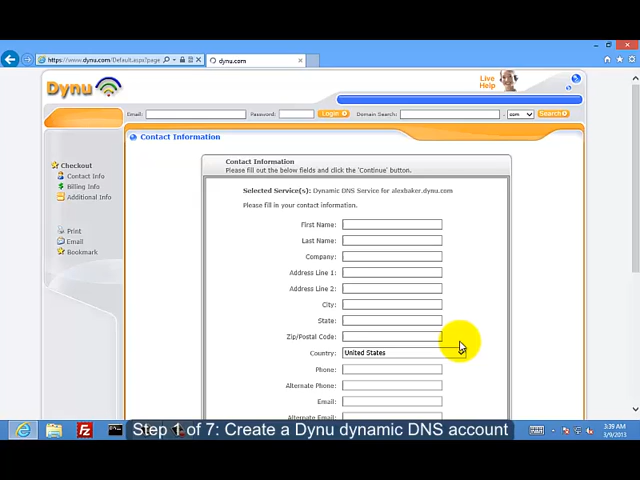 https://www.dynu.com/Default.aspx?page
dynu.com
Dynu
Live
Help
Email:
Password:
Login
Domain Search:
com
Search
Contact Information
Checkout
Contact Info
Billing Info
Additional Info
Print
Email
Bookmark
Contact Information
Please fill out the below fields and click the 'Continue' button.
Selected Service(s): Dynamic DNS Service for alexbaker.dynu.com
Please fill in your contact information.
First Name:
Last Name:
Company:
Address Line 1:
Address Line 2:
City:
State:
Zip/Postal Code:
Country: United States
Phone:
Alternate Phone:
Email:
Alternate Email:
Step 1 of 7: Create a Dynu dynamic DNS account
3:39 AM
3/9/2013